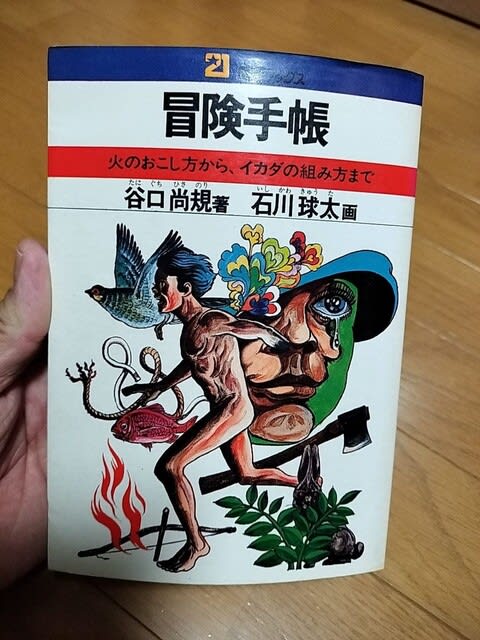 21
ックス
冒険手帳
火のおこし方から、イカダの組み方まで
たに ぐち ひさ のり いし かわ きゅう た
谷口尚規著 石川球太画